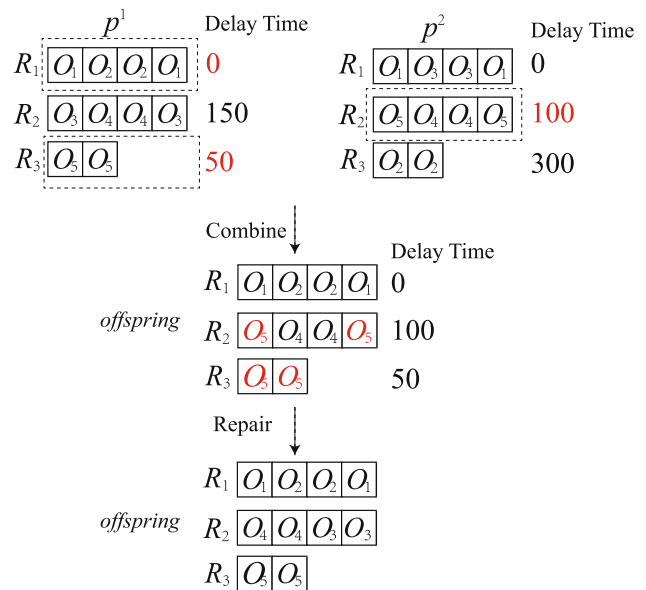 p¹ Delay Time
R₁ O₁ O₂ O₂ O₁ 0
R₂ O₃ O₄ O₄ O₃ 150
R₃ O₅ O₅ 50
p² Delay Time
R₁ O₁ O₃ O₃ O₁ 0
R₂ O₅ O₄ O₄ O₅ 100
R₃ O₂ O₂ 300
Combine
Delay Time
R₁ O₁ O₂ O₂ O₁ 0
offspring R₂ O₅ O₄ O₄ O₅ 100
R₃ O₅ O₅ 50
Repair
R₁ O₁ O₂ O₂ O₁
offspring R₂ O₄ O₄ O₃ O₃
R₃ O₅ O₅